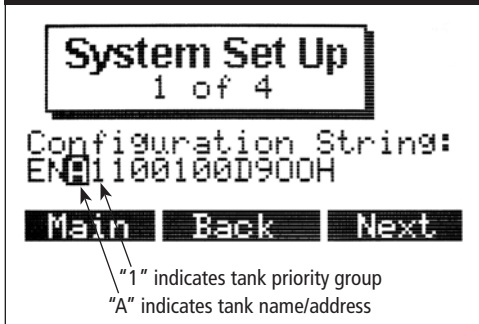 System Set Up
1 of 4
Configuration String:
ENA1100100D900H
Main Back Next
"1" indicates tank priority group
"A" indicates tank name/address